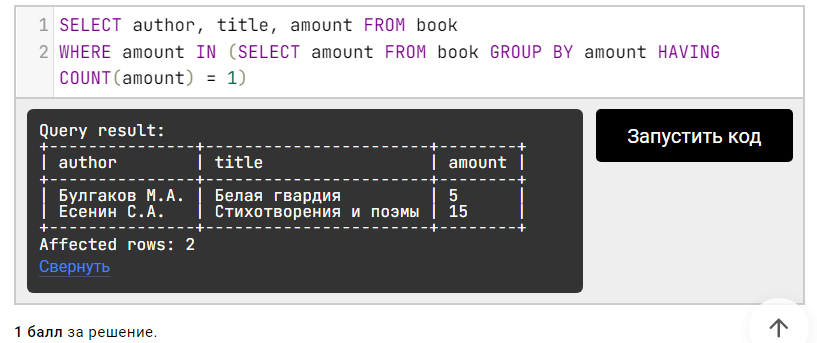 1 SELECT author, title, amount FROM book
2 WHERE amount IN (SELECT amount FROM book GROUP BY amount HAVING
COUNT(amount) = 1)
Query result:
+---------------+-----------------------+--------+
| author | title | amount |
+---------------+-----------------------+--------+
| Булгаков М.А. | Белая гвардия | 5 |
| Есенин С.А. | Стихотворения и поэмы | 15 |
+---------------+-----------------------+--------+
Affected rows: 2
Свернуть
Запустить код
1 балл за решение.